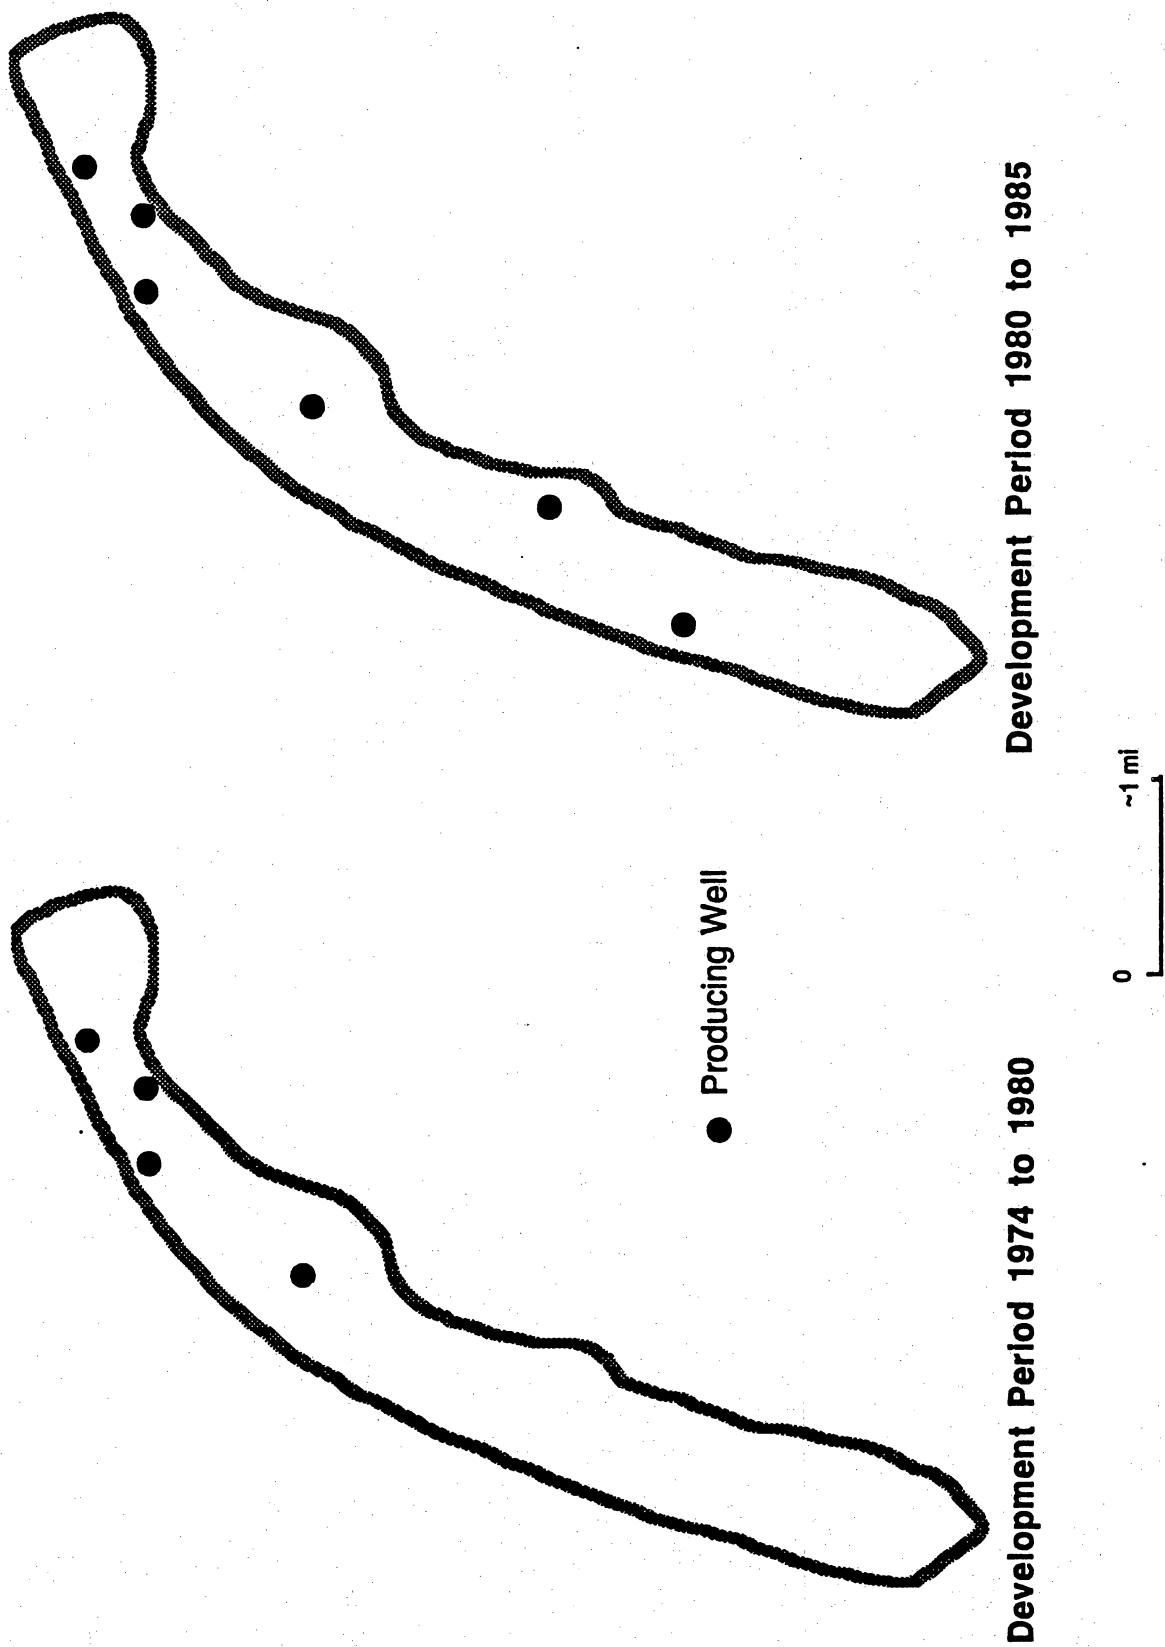 Development Period 1974 to 1980
Development Period 1980 to 1985
Producing Well
0 ~1 mi